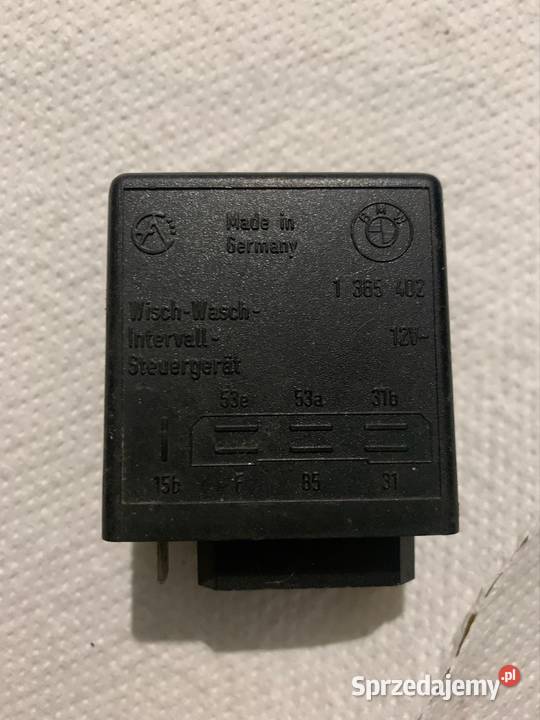 Made in
Germany
BMW
1 365 402
Wisch-Wasch-
Intervall-
Steuergerät
12V-
53e 53a 31b
15b F 85 31
Sprzedajemy.pl